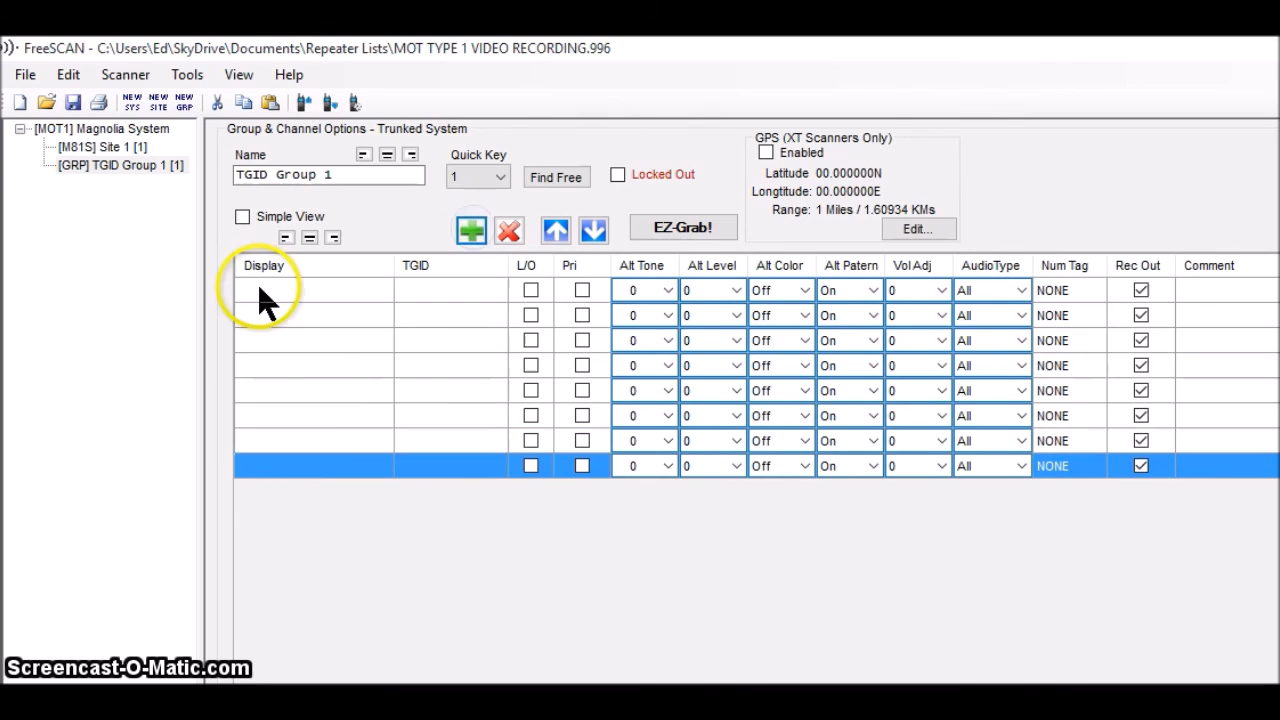 FreeSCAN - C:\Users\Ed\SkyDrive\Documents\Repeater Lists\MOT TYPE 1 VIDEO RECORDING.996
File Edit Scanner Tools View Help
NEW SYS NEW SITE NEW GRP
[MOT1] Magnolia System
[M81S] Site 1 [1]
[GRP] TGID Group 1 [1]
Group & Channel Options - Trunked System
Name
TGID Group 1
Quick Key
1
Find Free
Locked Out
GPS (XT Scanners Only)
Enabled
Latitude 00.000000N
Longtitude: 00.000000E
Range: 1 Miles / 1.60934 KMs
Edit...
Simple View
EZ-Grab!
Display TGID L/O Pri Alt Tone Alt Level Alt Color Alt Patern Vol Adj AudioType Num Tag Rec Out Comment
0 0 Off On 0 All NONE
0 0 Off On 0 All NONE
0 0 Off On 0 All NONE
0 0 Off On 0 All NONE
0 0 Off On 0 All NONE
0 0 Off On 0 All NONE
0 0 Off On 0 All NONE
0 0 Off On 0 All NONE
Screencast-O-Matic.com